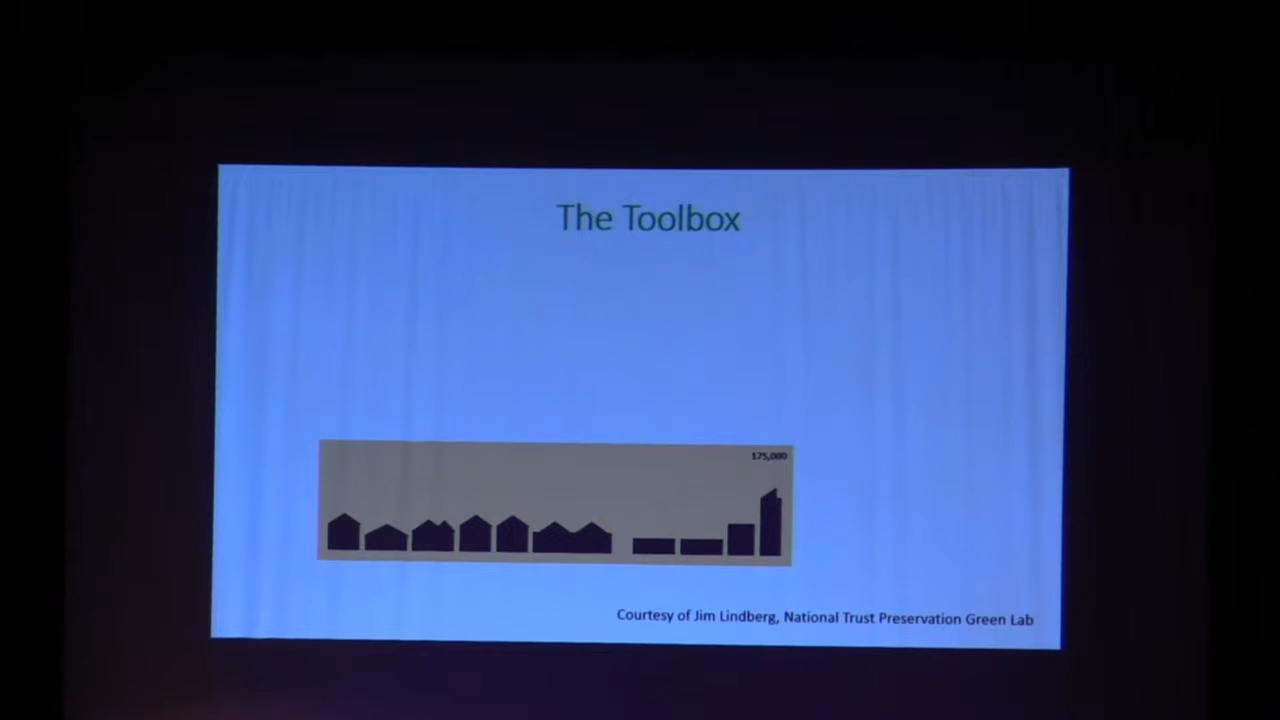 The Toolbox
175,000
Courtesy of Jim Lindberg, National Trust Preservation Green Lab